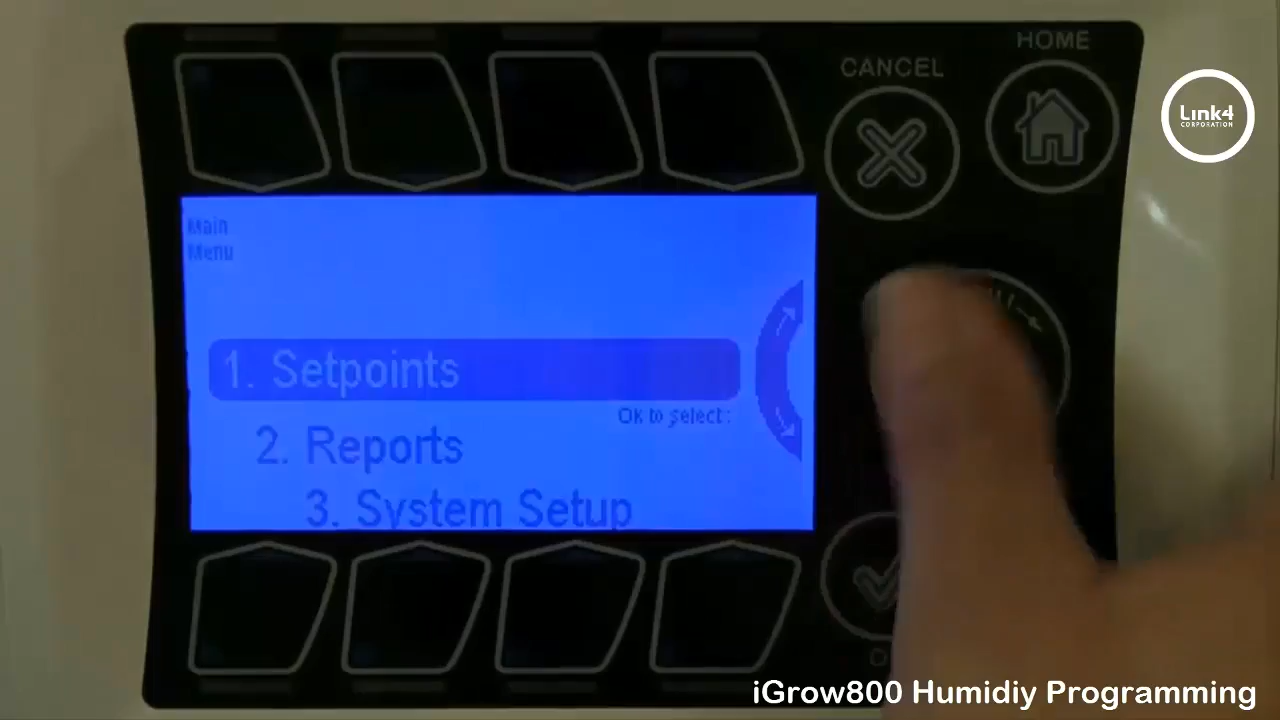 HOME
CANCEL
Link4
CORPORATION
Main
Menu
1. Setpoints
Ok to select:
2. Reports
3. System Setup
iGrow800 Humidiy Programming